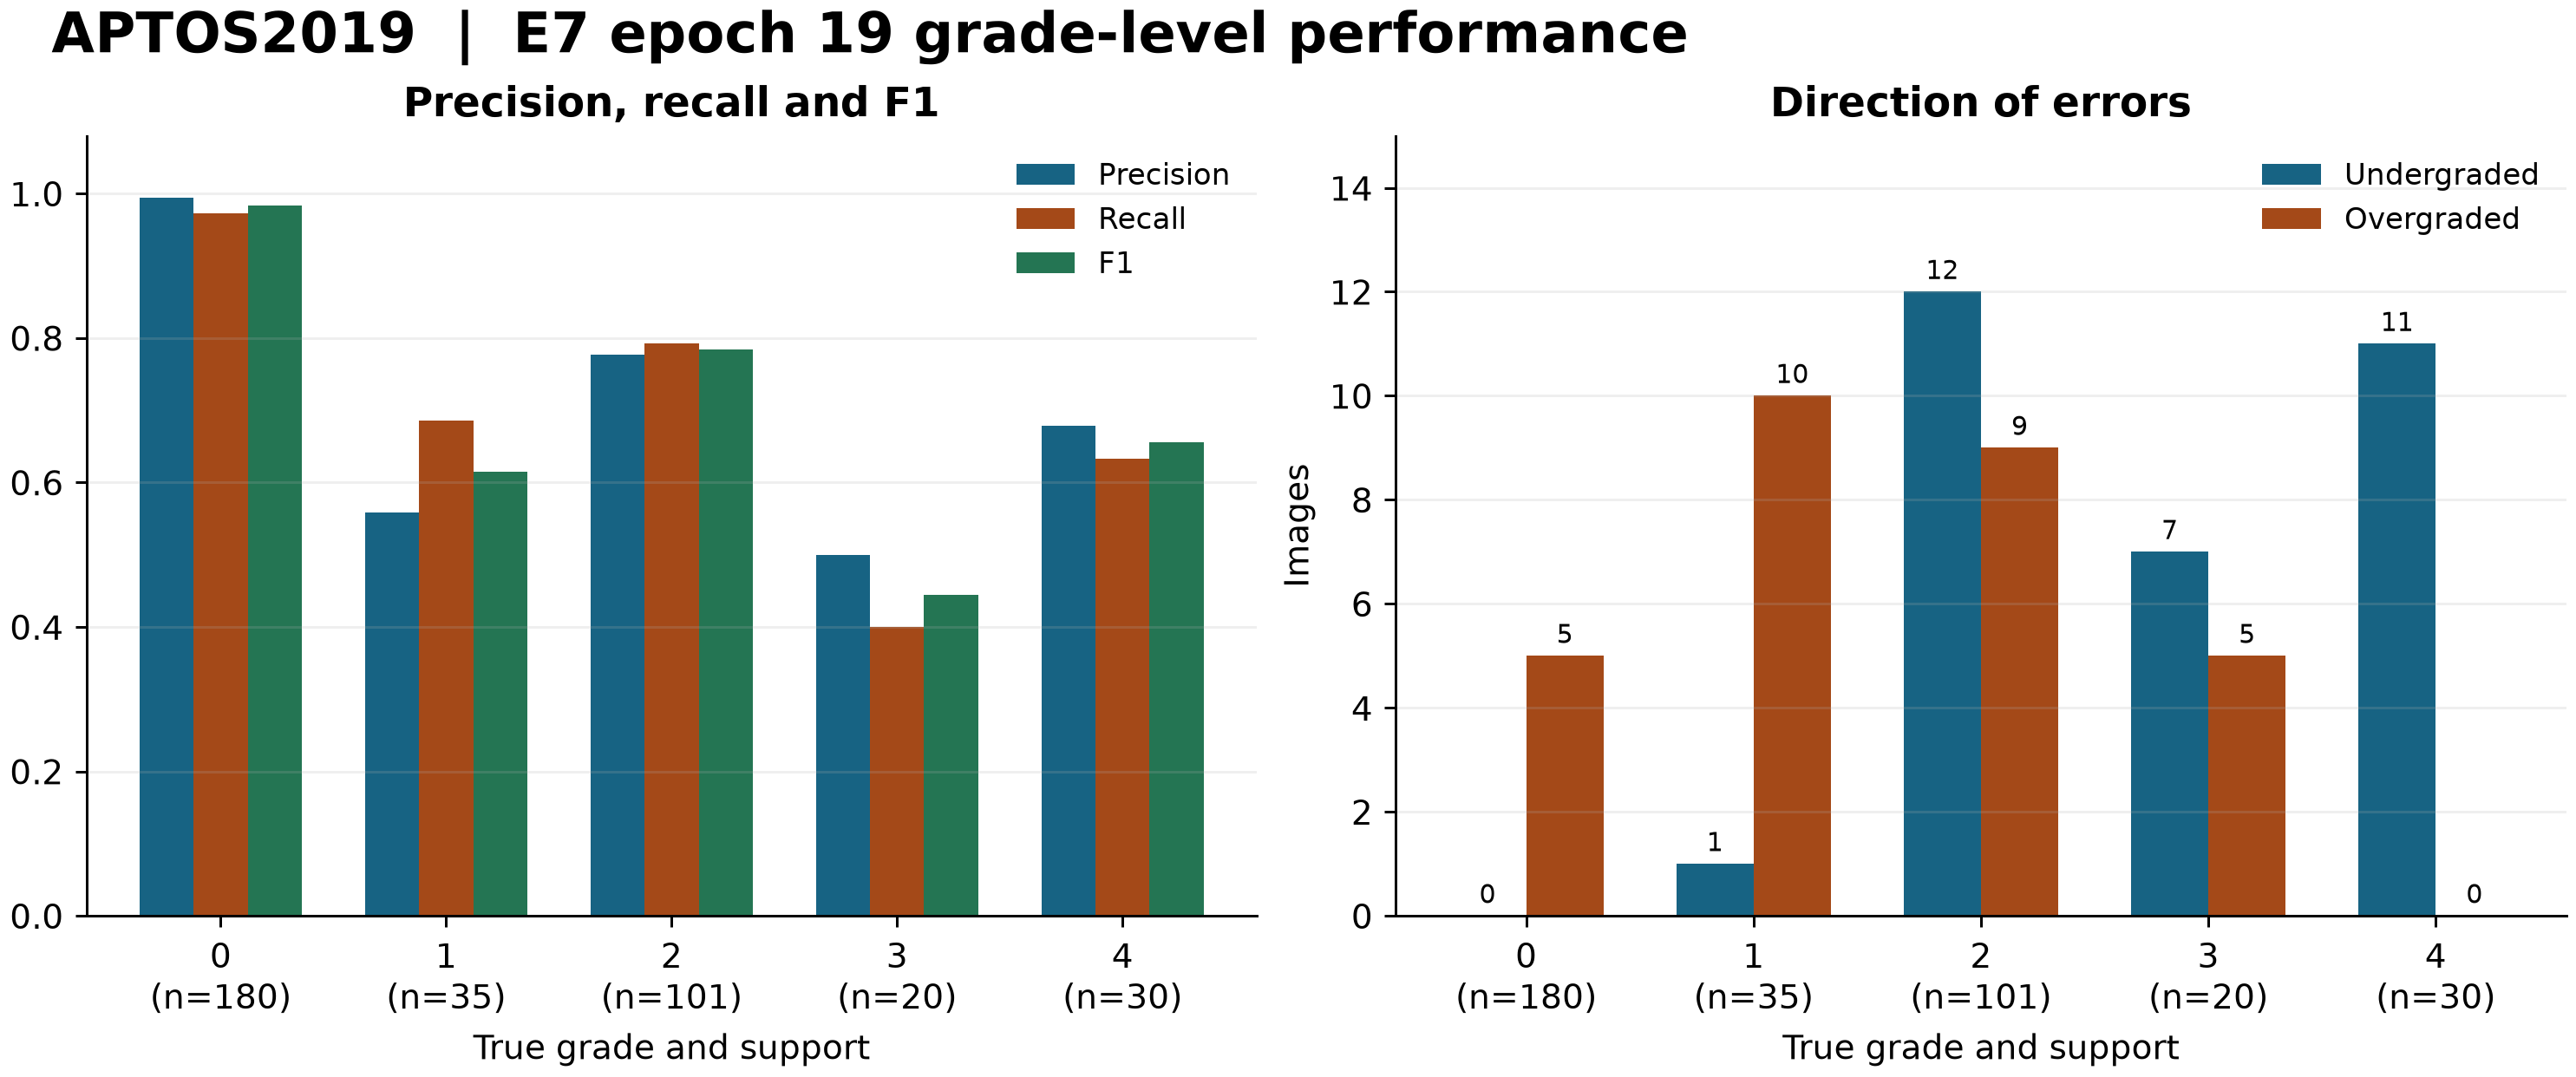 APTOS2019 | E7 epoch 19 grade-level performance
Precision, recall and F1
Precision
Recall
F1
1.0
0.8
0.6
0.4
0.2
0.0
0
(n=180)
1
(n=35)
2
(n=101)
3
(n=20)
4
(n=30)
True grade and support
Direction of errors
Undergraded
Overgraded
Images
14
12
10
8
6
4
2
0
0
5
1
10
12
9
7
5
11
0
0
(n=180)
1
(n=35)
2
(n=101)
3
(n=20)
4
(n=30)
True grade and support